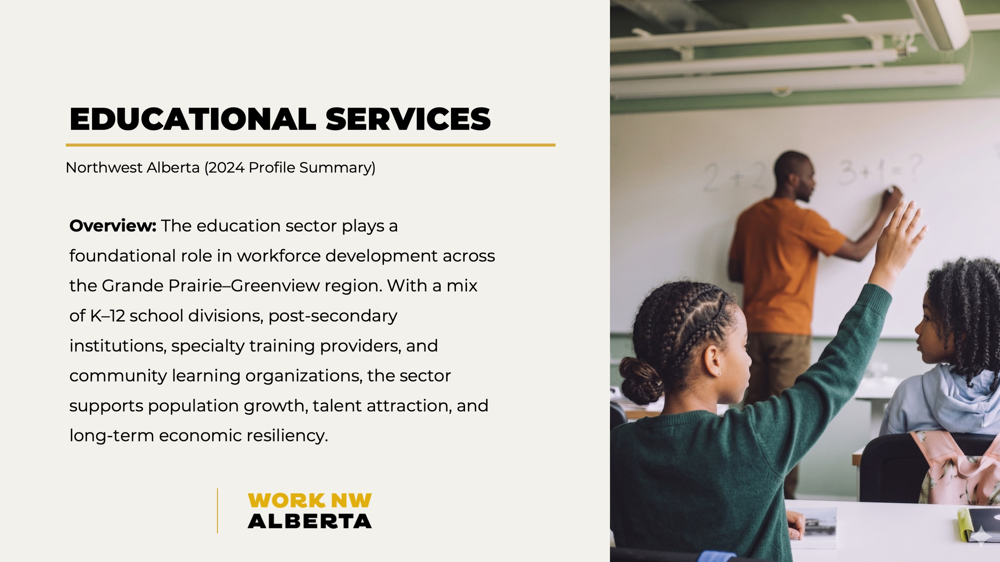 EDUCATIONAL SERVICES
Northwest Alberta (2024 Profile Summary)
Overview: The education sector plays a
foundational role in workforce development across
the Grande Prairie–Greenview region. With a mix
of K–12 school divisions, post-secondary
institutions, specialty training providers, and
community learning organizations, the sector
supports population growth, talent attraction, and
long-term economic resiliency.
WORK NW
ALBERTA
2 + 2
3+1=?